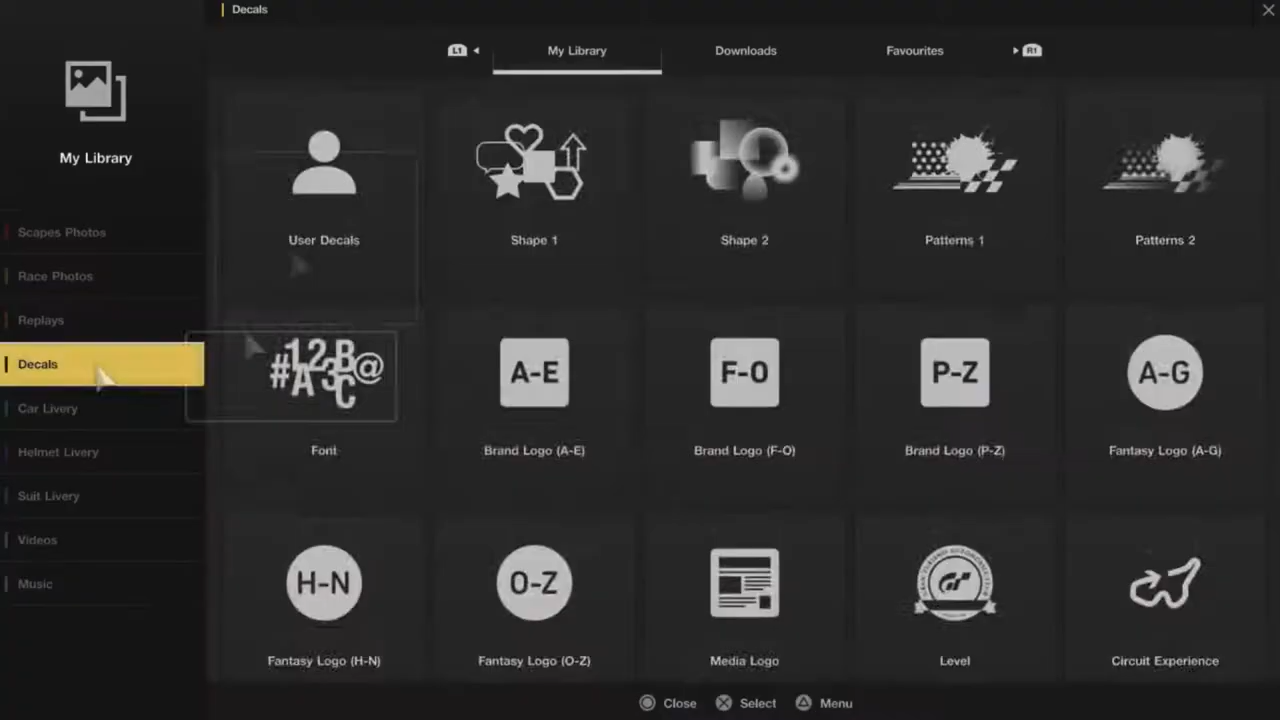 Decals
L1
My Library
Downloads
Favourites
R1
My Library
Scapes Photos
Race Photos
Replays
Decals
Car Livery
Helmet Livery
Suit Livery
Videos
Music
User Decals
Shape 1
Shape 2
Patterns 1
Patterns 2
#123B@
A C
A-E
F-O
P-Z
A-G
Font
Brand Logo (A-E)
Brand Logo (F-O)
Brand Logo (P-Z)
Fantasy Logo (A-G)
H-N
O-Z
GT
Fantasy Logo (H-N)
Fantasy Logo (O-Z)
Media Logo
Level
Circuit Experience
Close
Select
Menu